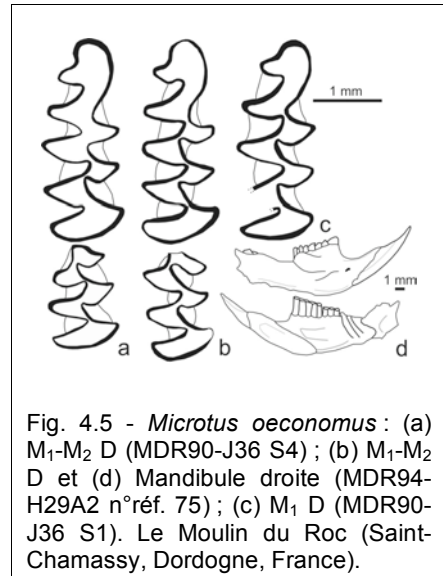 1 mm
c
1 mm
a
b
d
Fig. 4.5 - Microtus oeconomus : (a)
M₁-M₂ D (MDR90-J36 S4) ; (b) M₁-M₂
D et (d) Mandibule droite (MDR94-
H29A2 n°réf. 75) ; (c) M₁ D (MDR90-
J36 S1). Le Moulin du Roc (Saint-
Chamassy, Dordogne, France).